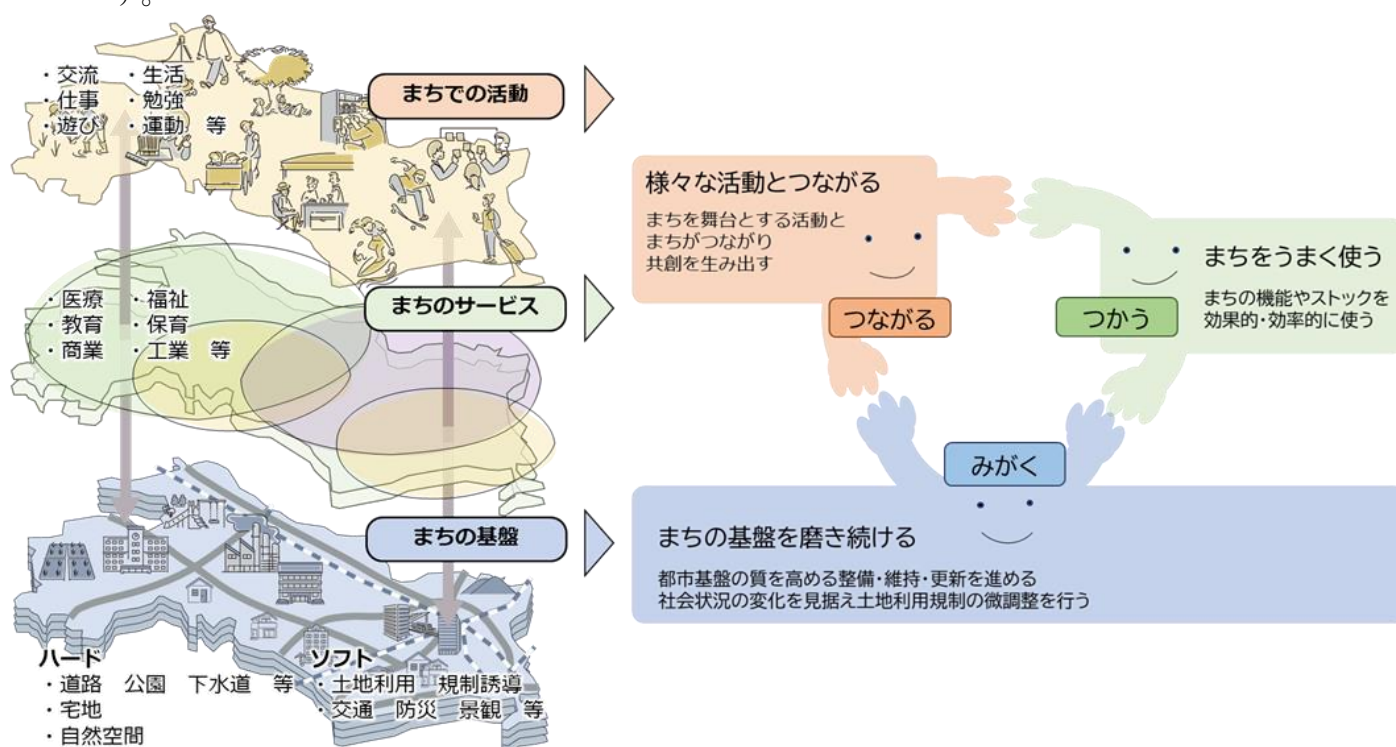 す。
・交流　・生活
・仕事　・勉強
・遊び　・運動　等
まちでの活動
・医療　・福祉
・教育　・保育
・商業　・工業　等
まちのサービス
まちの基盤
ハード
・道路　公園　下水道　等
・宅地
・自然空間
ソフト
・土地利用　規制誘導
・交通　防災　景観　等
様々な活動とつながる
まちを舞台とする活動と
まちがつながり
共創を生み出す
つながる
まちをうまく使う
まちの機能やストックを
効果的・効率的に使う
つかう
みがく
まちの基盤を磨き続ける
都市基盤の質を高める整備・維持・更新を進める
社会状況の変化を見据え土地利用規制の微調整を行う